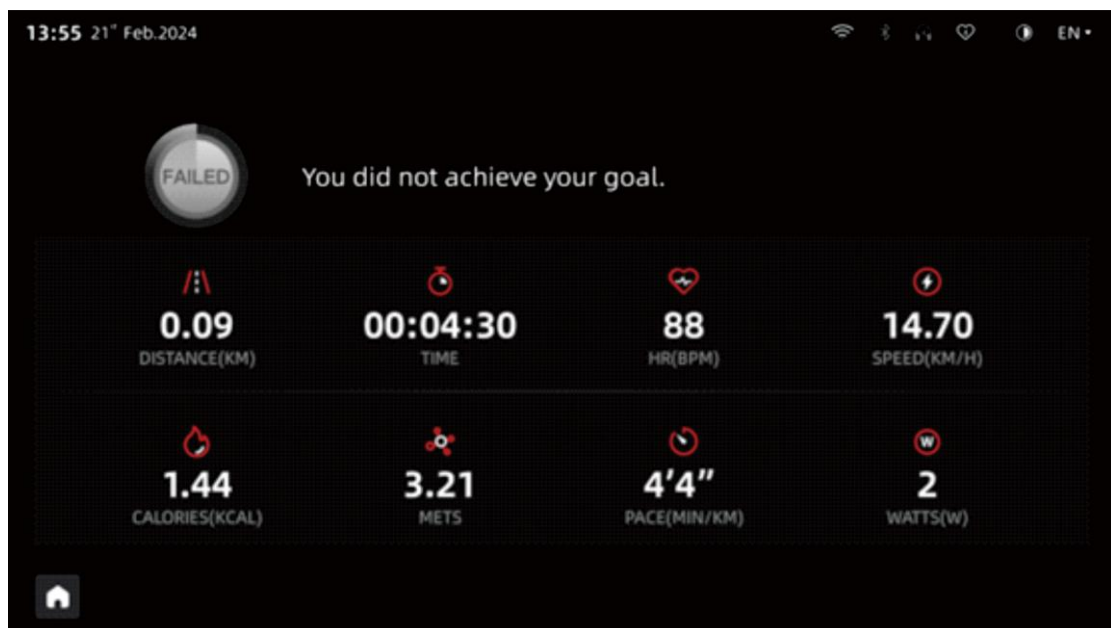 13:55 21st Feb.2024 EN
FAILED
You did not achieve your goal.
0.09 00:04:30 88 14.70
DISTANCE(KM) TIME HR(BPM) SPEED(KM/H)
W
1.44 3.21 4'4" 2
CALORIES(KCAL) METS PACE(MIN/KM) WATTS(W)